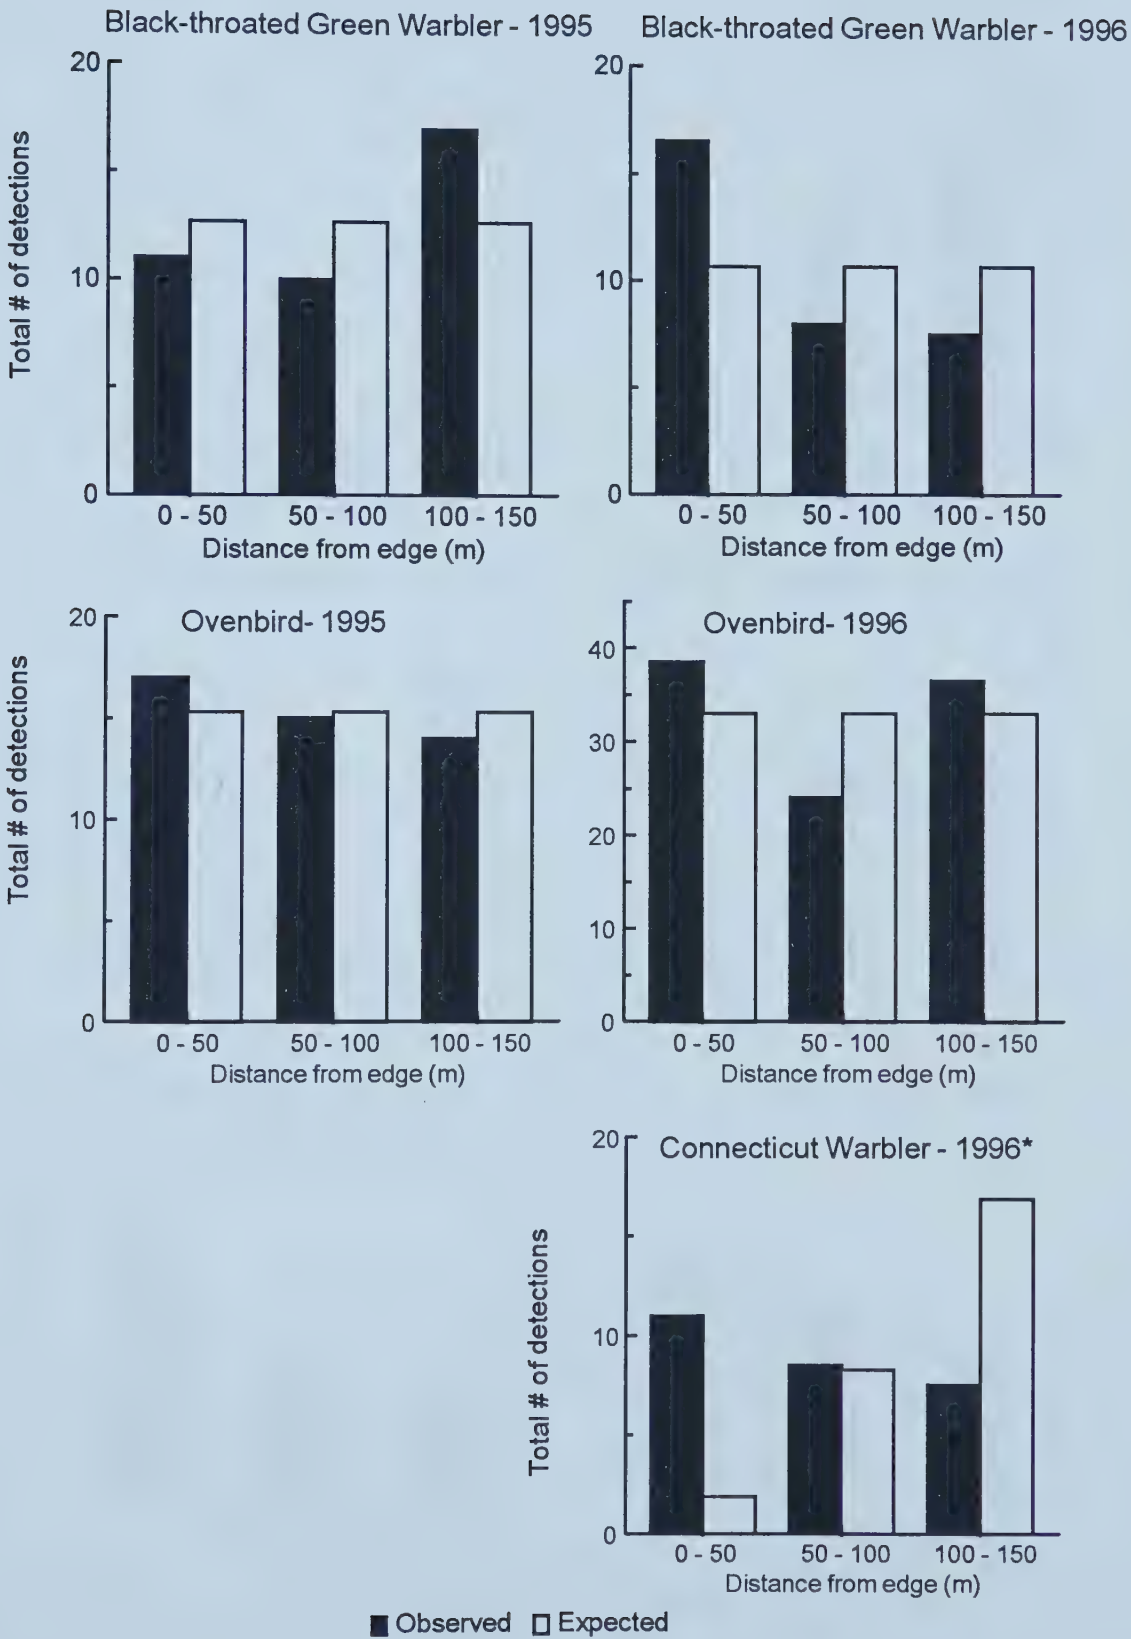 Black-throated Green Warbler - 1995
Total # of detections
20
10
0
0 - 50 50 - 100 100 - 150
Distance from edge (m)
Black-throated Green Warbler - 1996
20
10
0
0 - 50 50 - 100 100 - 150
Distance from edge (m)
Ovenbird- 1995
Total # of detections
20
10
0
0 - 50 50 - 100 100 - 150
Distance from edge (m)
Ovenbird- 1996
40
30
20
10
0
0 - 50 50 - 100 100 - 150
Distance from edge (m)
Connecticut Warbler - 1996*
Total # of detections
20
10
0
0 - 50 50 - 100 100 - 150
Distance from edge (m)
Observed Expected